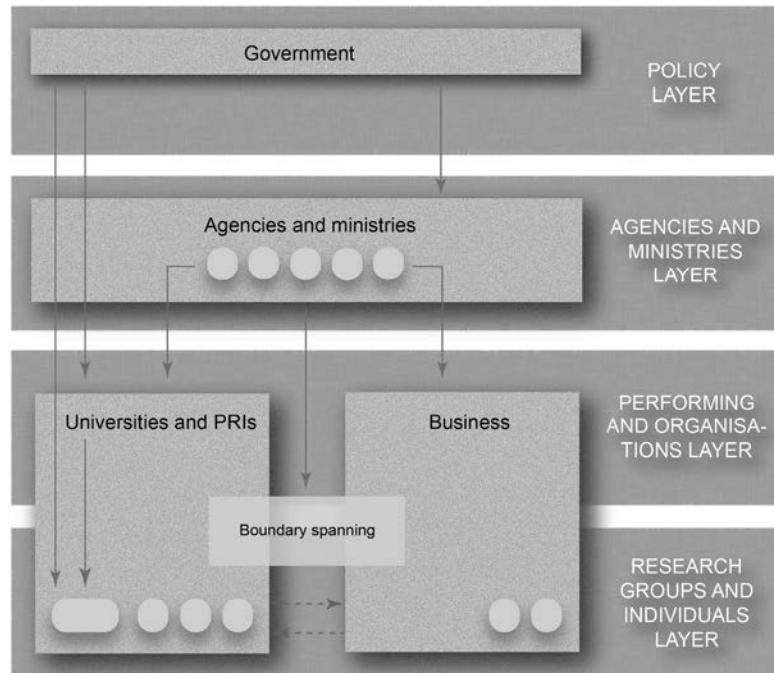 Government
POLICY
LAYER
Agencies and ministries
AGENCIES AND
MINISTRIES
LAYER
Universities and PRIs
Business
PERFORMING
AND ORGANISA-
TIONS LAYER
Boundary spanning
RESEARCH
GROUPS AND
INDIVIDUALS
LAYER